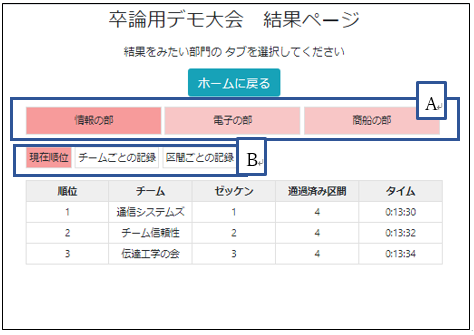 卒論用デモ大会　結果ページ
結果をみたい部門の タブを選択してください
ホームに戻る
A
情報の部 電子の部 商船の部
現在順位 チームごとの記録 区間ごとの記録 B
順位 チーム ゼッケン 通過済み区間 タイム
1 通信システムズ 1 4 0:13:30
2 チーム信頼性 2 4 0:13:32
3 伝達工学の会 3 4 0:13:34